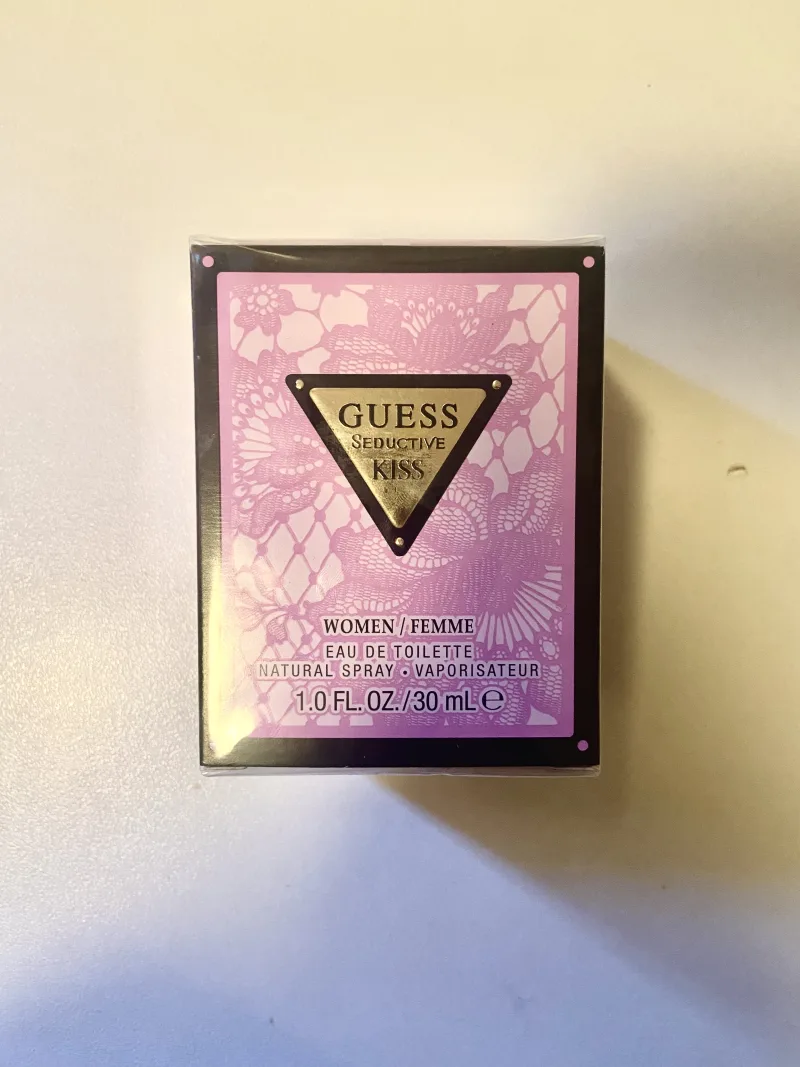 GUESS
SEDUCTIVE
KISS
WOMEN / FEMME
EAU DE TOILETTE
NATURAL SPRAY • VAPORISATEUR
1.0 FL. OZ./30 mL ℮